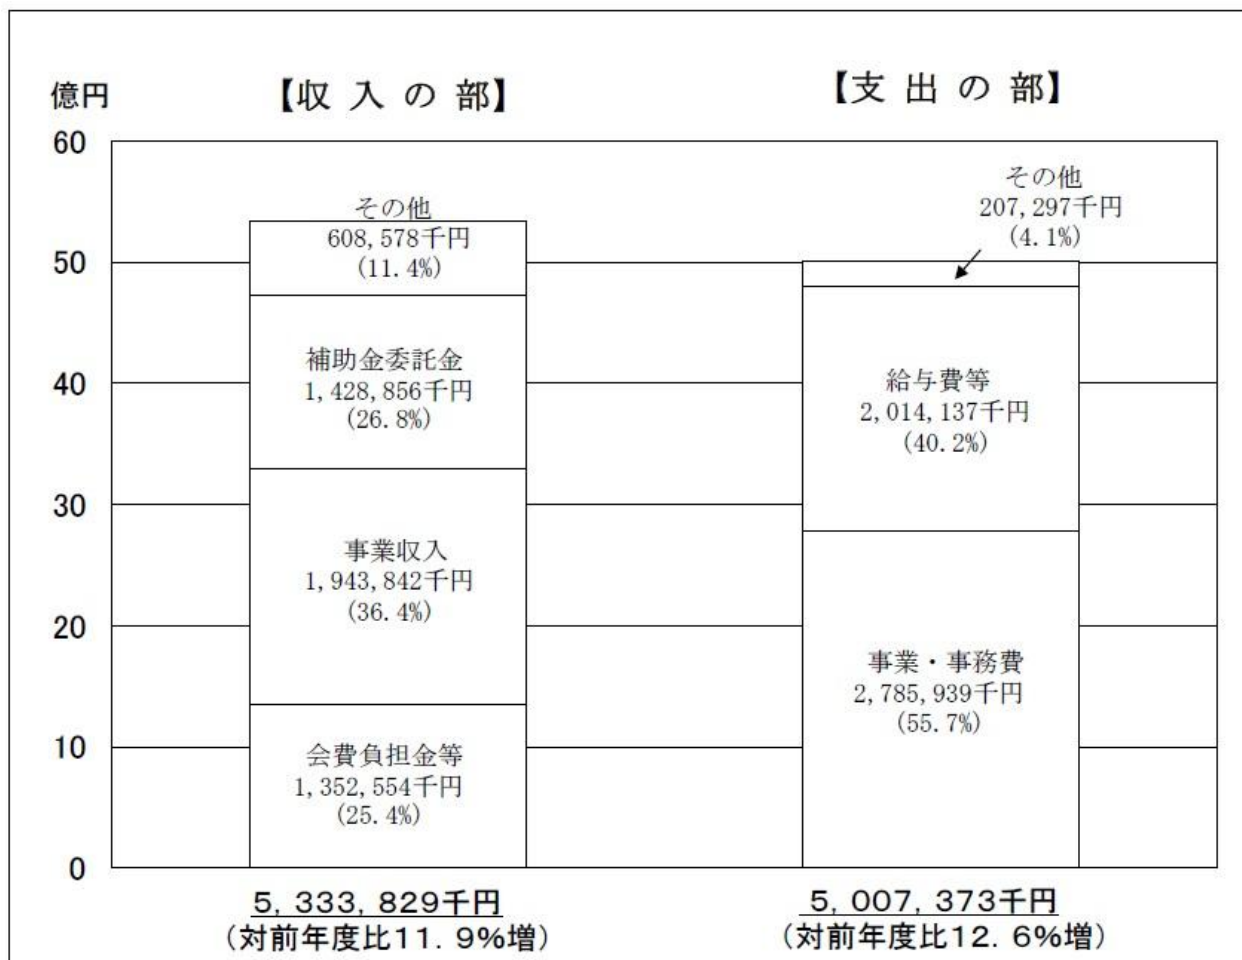 億円
【収 入 の 部】
【支 出 の 部】
60
50
40
30
20
10
0
その他
608,578千円
(11.4%)
補助金委託金
1,428,856千円
(26.8%)
事業収入
1,943,842千円
(36.4%)
会費負担金等
1,352,554千円
(25.4%)
その他
207,297千円
(4.1%)
給与費等
2,014,137千円
(40.2%)
事業・事務費
2,785,939千円
(55.7%)
5,333,829千円
(対前年度比11.9%増)
5,007,373千円
(対前年度比12.6%増)